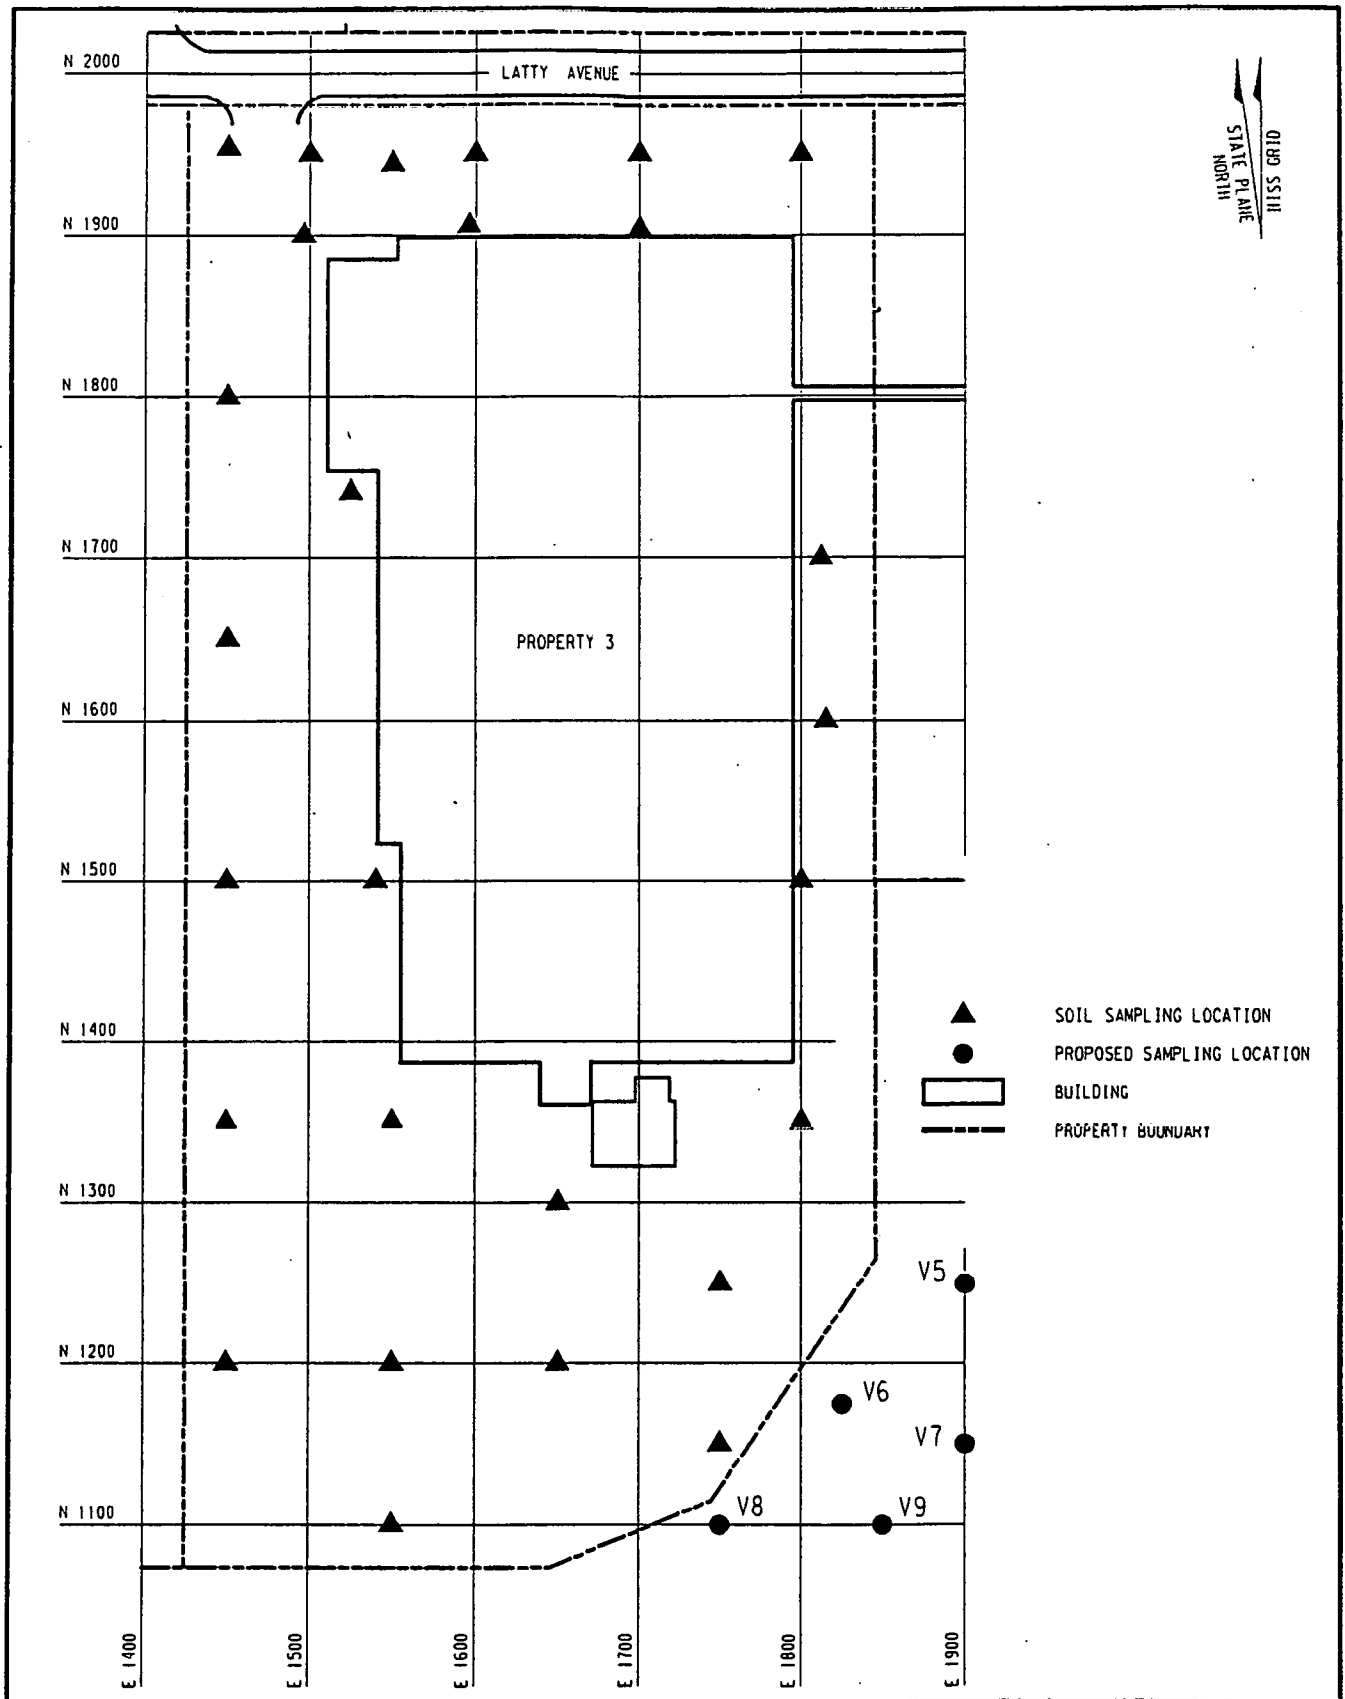 N 2000
LATTY AVENUE
HISS GRID
STATE PLANE
NORTH
N 1900
N 1800
N 1700
PROPERTY 3
N 1600
N 1500
N 1400
SOIL SAMPLING LOCATION
PROPOSED SAMPLING LOCATION
BUILDING
PROPERTY BOUNDARY
N 1300
V5
N 1200
V6
V7
N 1100
V8
V9
E 1400
E 1500
E 1600
E 1700
E 1800
E 1900